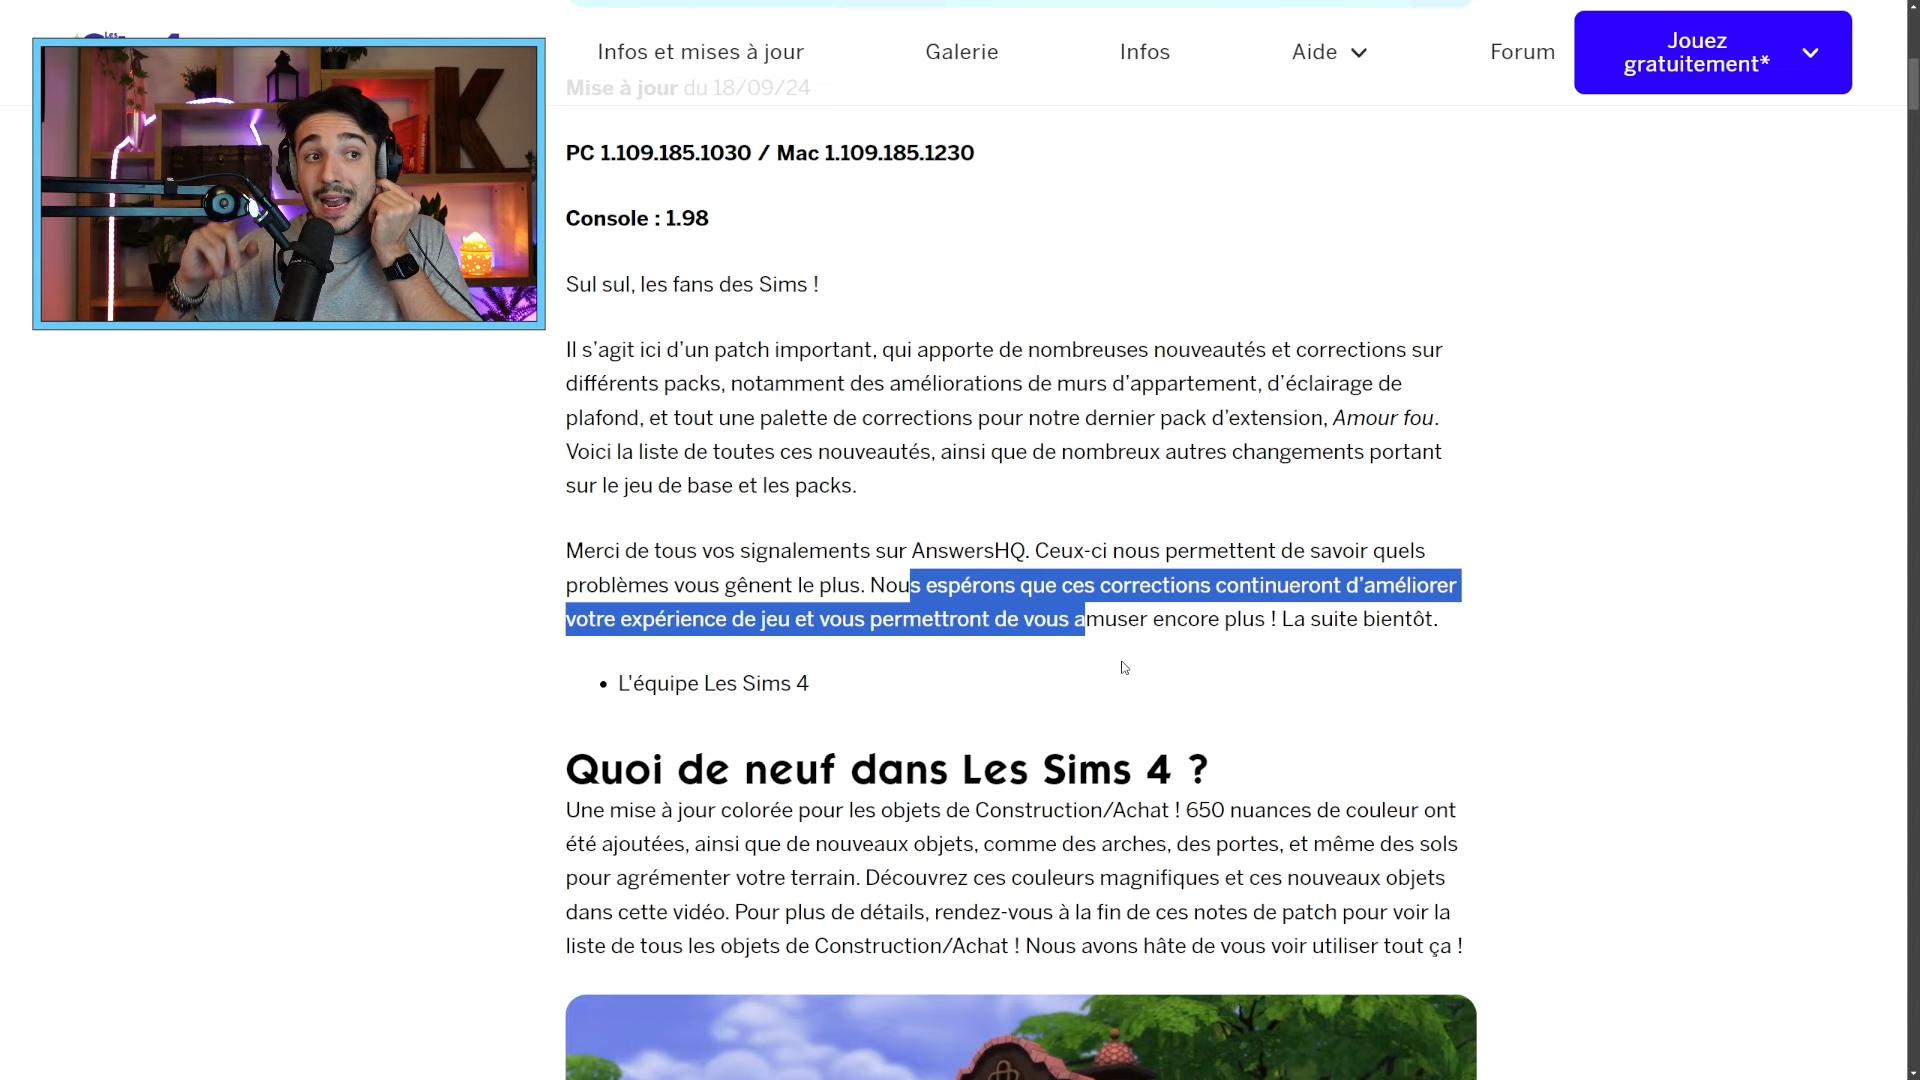 Les
Infos et mises à jour
Galerie
Infos
Aide
Forum
Jouez
gratuitement*
Mise à jour du 18/09/24
PC 1.109.185.1030 / Mac 1.109.185.1230
Console : 1.98
Sul sul, les fans des Sims !
Il s’agit ici d’un patch important, qui apporte de nombreuses nouveautés et corrections sur
différents packs, notamment des améliorations de murs d’appartement, d’éclairage de
plafond, et tout une palette de corrections pour notre dernier pack d’extension, Amour fou.
Voici la liste de toutes ces nouveautés, ainsi que de nombreux autres changements portant
sur le jeu de base et les packs.
Merci de tous vos signalements sur AnswersHQ. Ceux-ci nous permettent de savoir quels
problèmes vous gênent le plus. Nous espérons que ces corrections continueront d’améliorer
votre expérience de jeu et vous permettront de vous amuser encore plus ! La suite bientôt.
• L'équipe Les Sims 4
Quoi de neuf dans Les Sims 4 ?
Une mise à jour colorée pour les objets de Construction/Achat ! 650 nuances de couleur ont
été ajoutées, ainsi que de nouveaux objets, comme des arches, des portes, et même des sols
pour agrémenter votre terrain. Découvrez ces couleurs magnifiques et ces nouveaux objets
dans cette vidéo. Pour plus de détails, rendez-vous à la fin de ces notes de patch pour voir la
liste de tous les objets de Construction/Achat ! Nous avons hâte de vous voir utiliser tout ça !
K